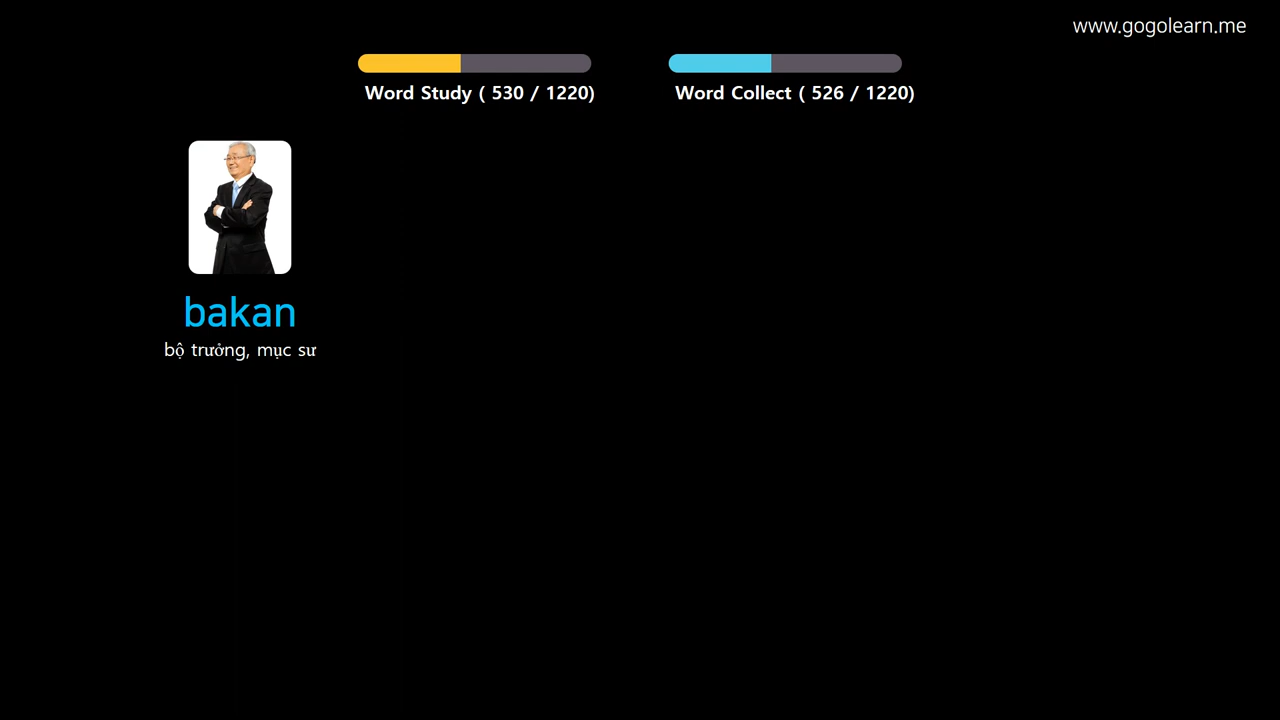 www.gogolearn.me
Word Study ( 530 / 1220)
Word Collect ( 526 / 1220)
bakan
bộ trưởng, mục sư